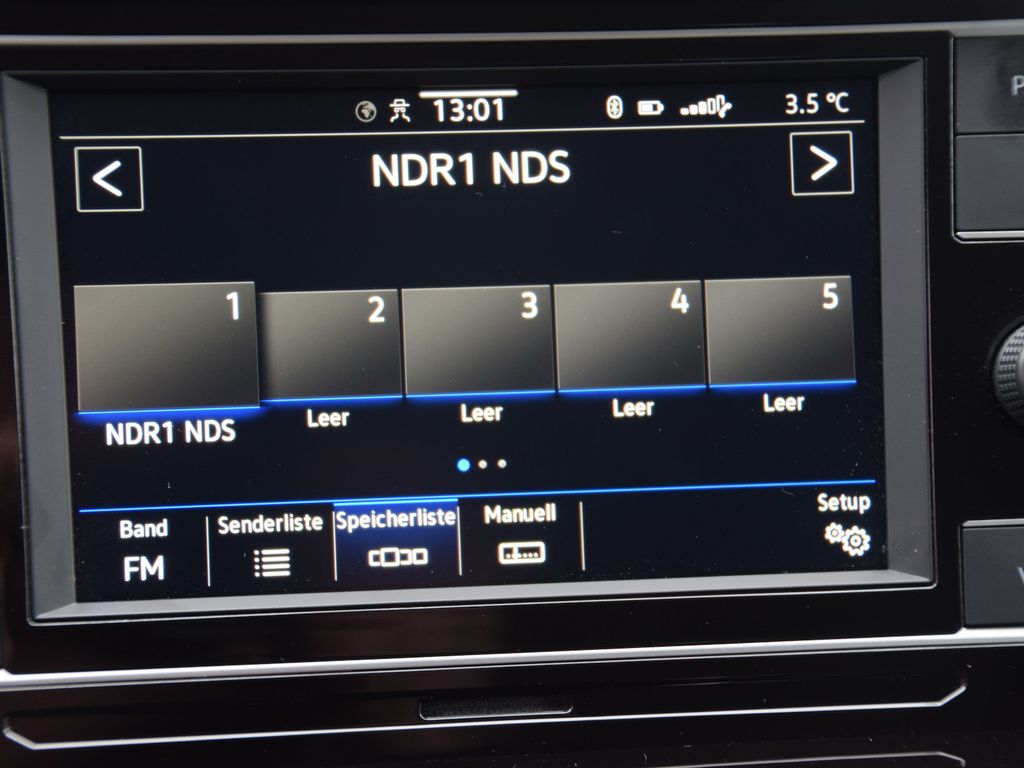 13:01 3.5 °C
< NDR1 NDS >
1 2 3 4 5
NDR1 NDS Leer Leer Leer Leer
Band Senderliste Speicherliste Manuell Setup
FM